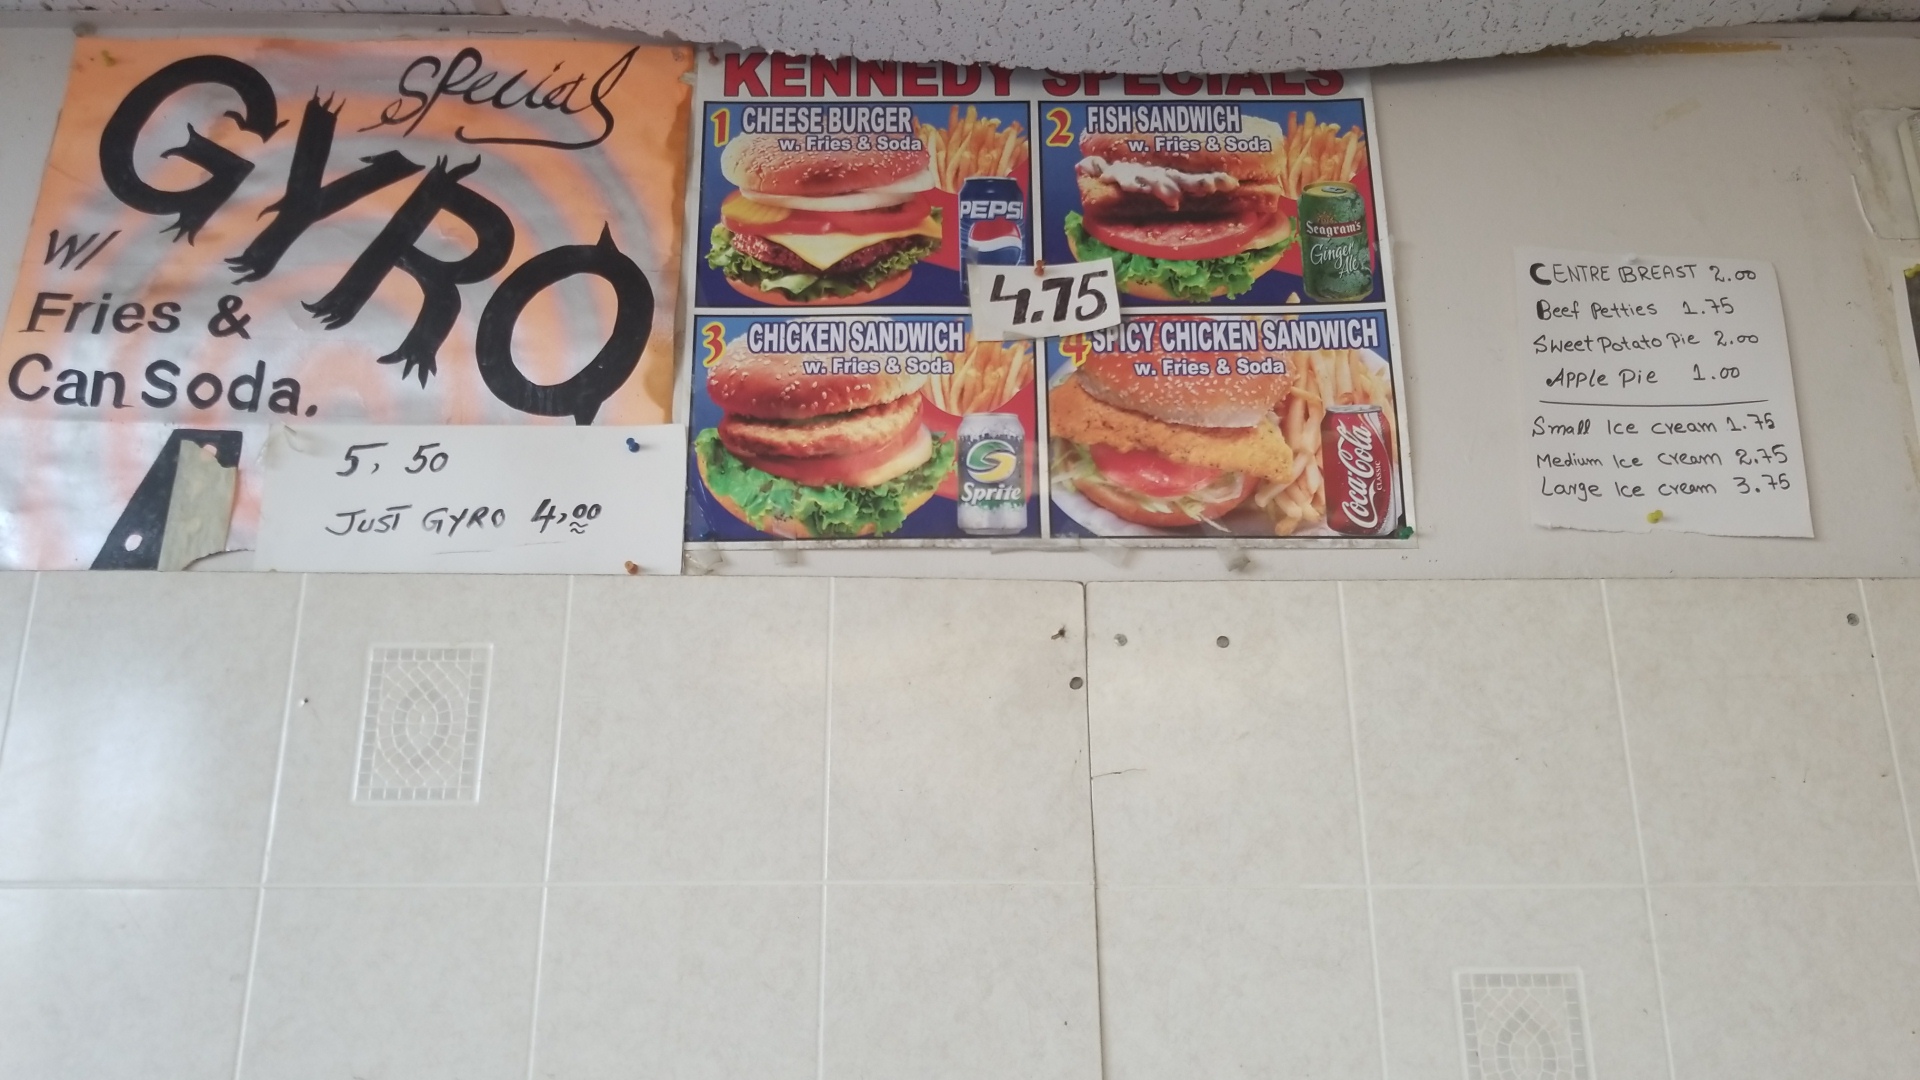 Specials
GYRO
W/
Fries &
Can Soda.
5, 50
JUST GYRO 4,00
KENNEDY SPECIALS
1 CHEESE BURGER
w. Fries & Soda
PEPSI
2 FISH SANDWICH
w. Fries & Soda
Seagram's
Ginger
Ale
4.75
3 CHICKEN SANDWICH
w. Fries & Soda
Sprite
4 SPICY CHICKEN SANDWICH
w. Fries & Soda
Coca-Cola
CLASSIC
CENTRE BREAST 2.00
Beef Petties 1.75
Sweet Potato Pie 2.00
Apple Pie 1.00
Small Ice cream 1.75
Medium Ice cream 2.75
Large Ice cream 3.75